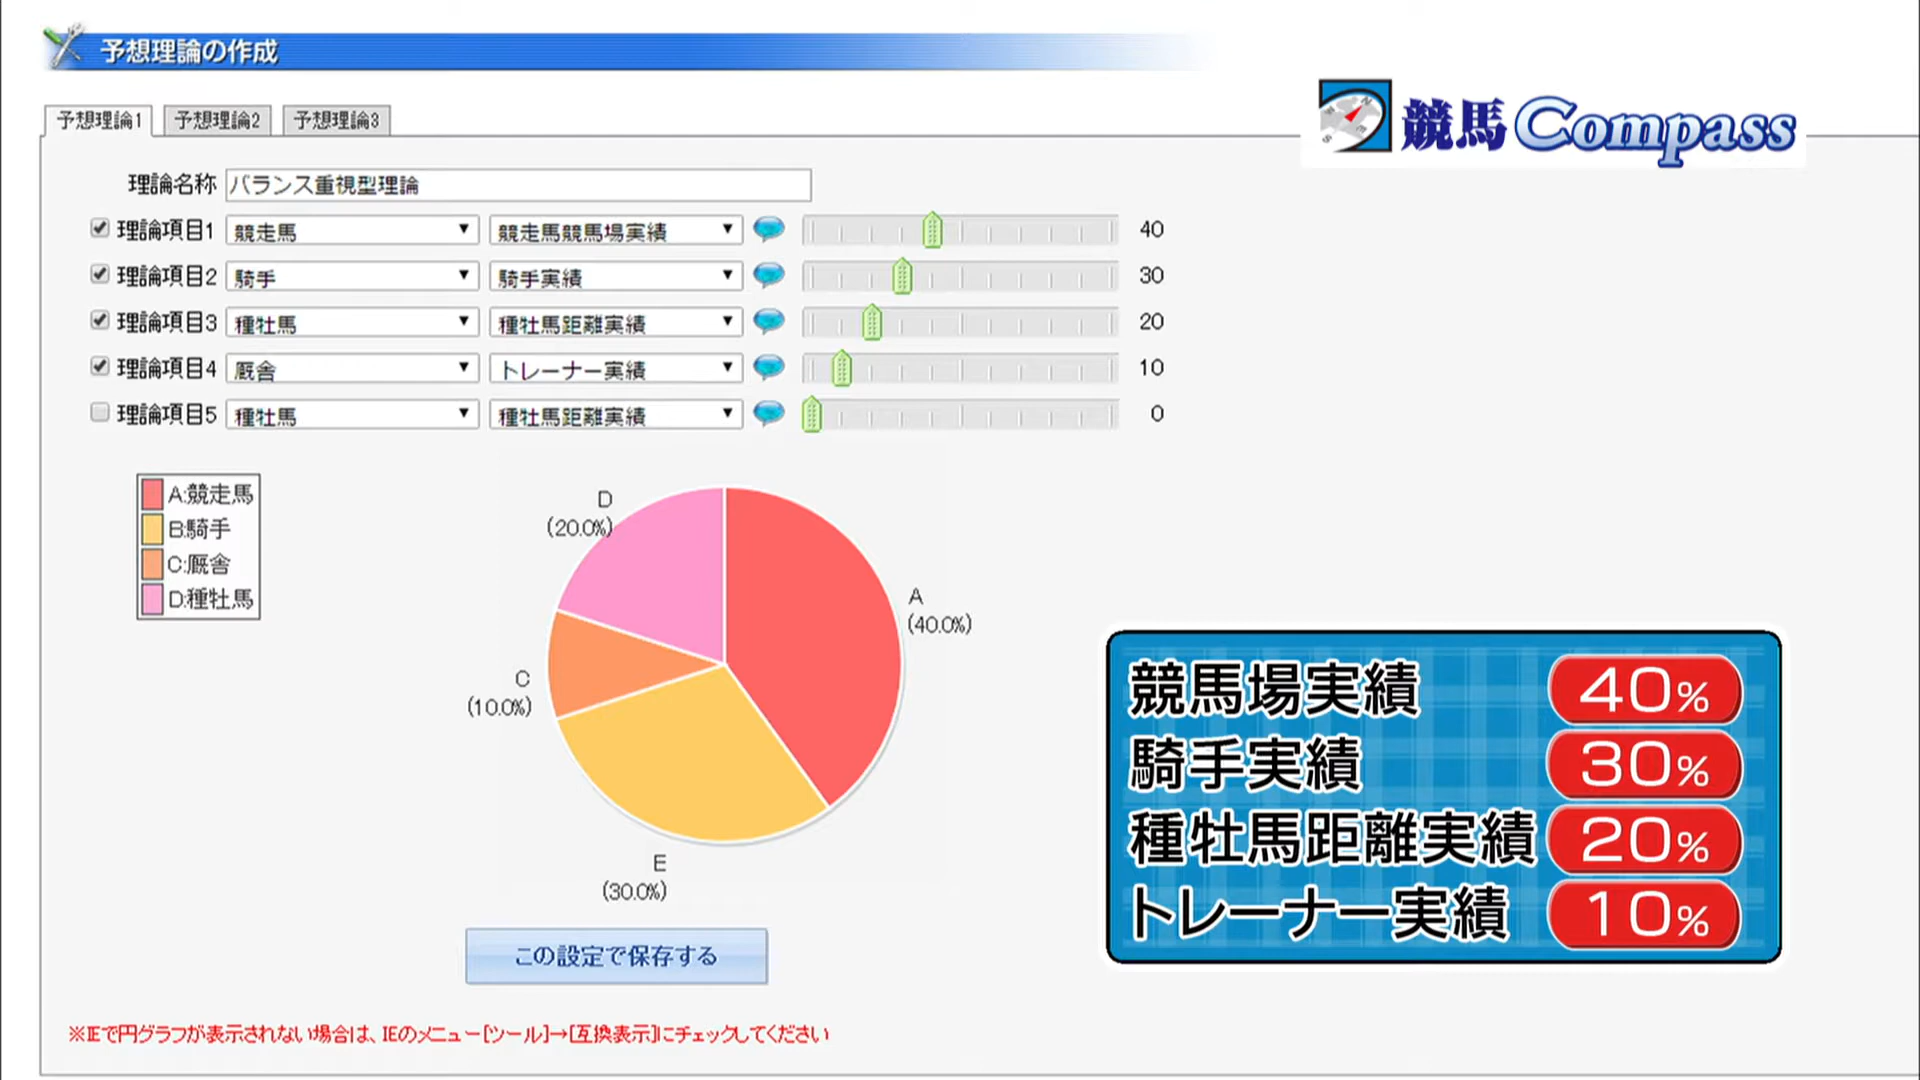 予想理論の作成
予想理論1 予想理論2 予想理論3
競馬Compass
理論名称 バランス重視型理論
理論項目1 競走馬 競走馬競馬場実績 40
理論項目2 騎手 騎手実績 30
理論項目3 種牡馬 種牡馬距離実績 20
理論項目4 厩舎 トレーナー実績 10
理論項目5 種牡馬 種牡馬距離実績 0
A:競走馬
B:騎手
C:厩舎
D:種牡馬
D
(20.0%)
A
(40.0%)
C
(10.0%)
E
(30.0%)
競馬場実績 40%
騎手実績 30%
種牡馬距離実績 20%
トレーナー実績 10%
この設定で保存する
※IEで円グラフが表示されない場合は、IEのメニュー[ツール]→[互換表示]にチェックしてください